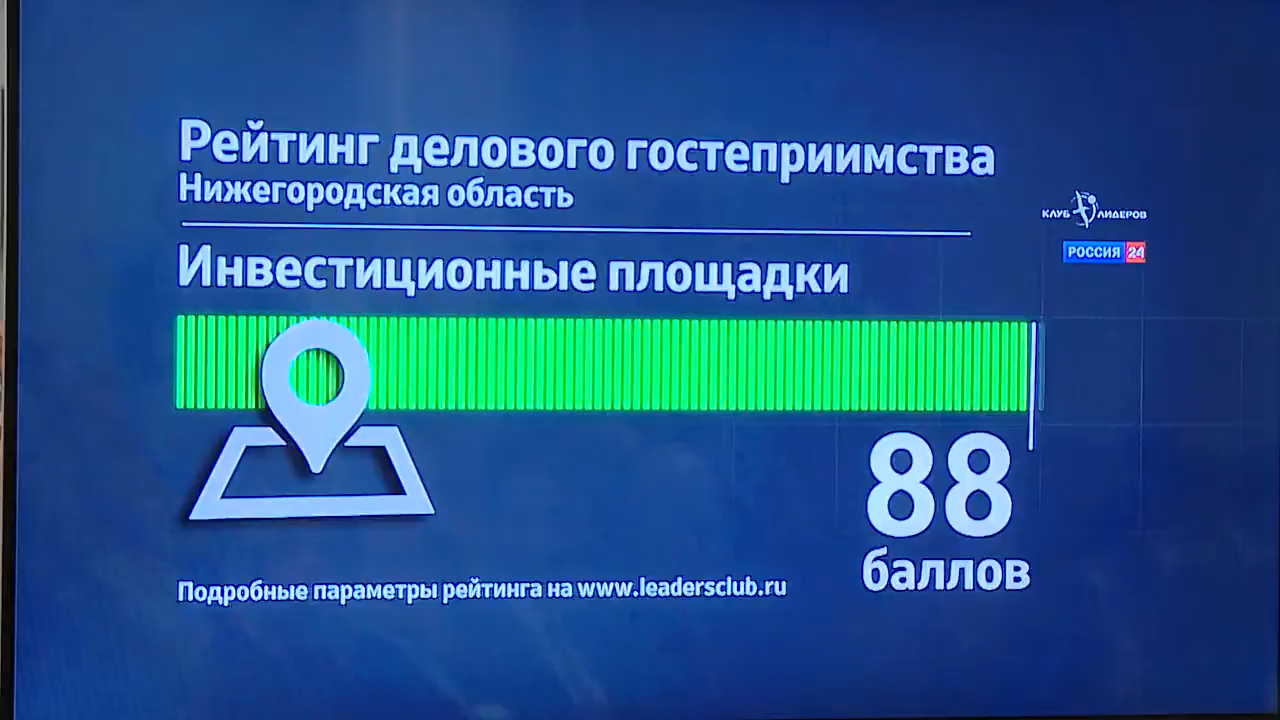 Рейтинг делового гостеприимства
Нижегородская область
КЛУБ ЛИДЕРОВ
РОССИЯ 24
Инвестиционные площадки
88
баллов
Подробные параметры рейтинга на www.leadersclub.ru